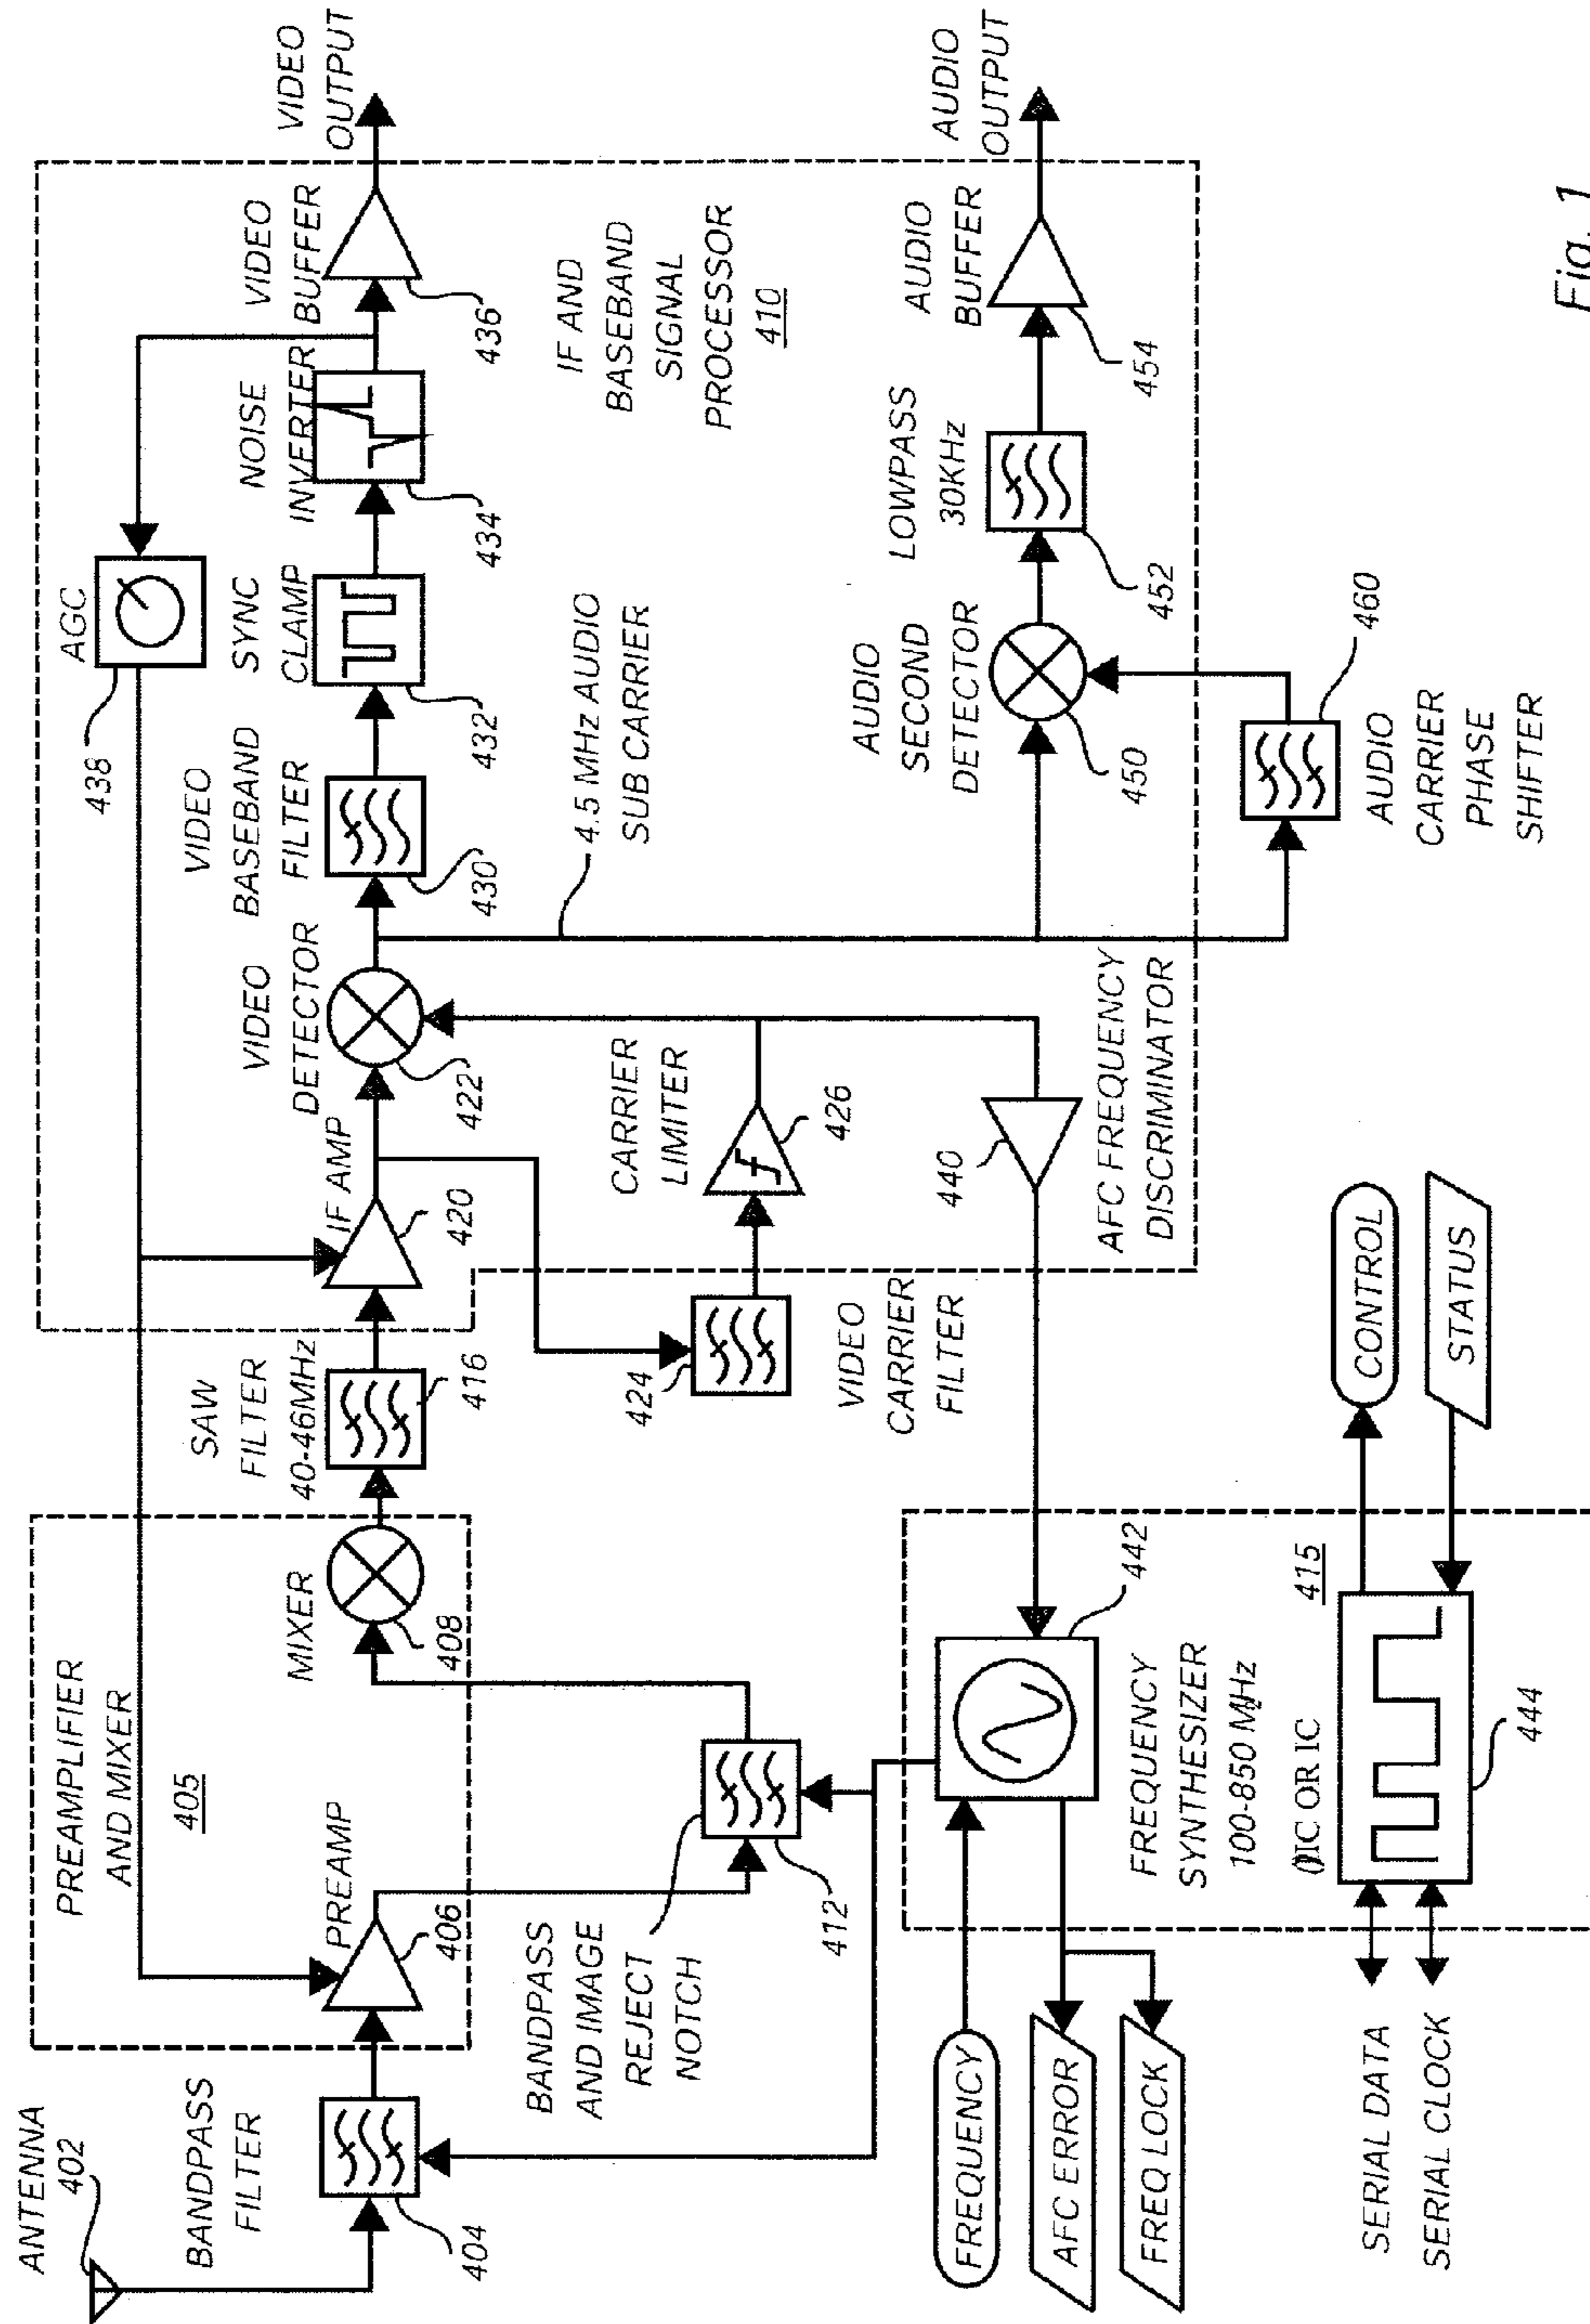 ANTENNA
402
BANDPASS
FILTER
404
PREAMPLIFIER
AND MIXER
405
PREAMP
406
MIXER
408
BANDPASS
AND IMAGE
REJECT
NOTCH
412
SAW
FILTER
40-46MHz
416
IF AMP
420
AGC
438
VIDEO
DETECTOR
422
VIDEO
BASEBAND
FILTER
430
SYNC
CLAMP
432
NOISE
INVERTER
434
VIDEO
BUFFER
436
VIDEO
OUTPUT
IF AND
BASEBAND
SIGNAL
PROCESSOR
410
4.5 MHz AUDIO
SUB CARRIER
424
VIDEO
CARRIER
FILTER
CARRIER
LIMITER
426
440
AFC FREQUENCY
DISCRIMINATOR
AUDIO
SECOND
DETECTOR
450
LOWPASS
30KHz
452
AUDIO
BUFFER
454
AUDIO
OUTPUT
460
AUDIO
CARRIER
PHASE
SHIFTER
FREQUENCY
AFC ERROR
FREQ LOCK
442
FREQUENCY
SYNTHESIZER
100-850 MHz
415
IIC OR IC
444
SERIAL DATA
SERIAL CLOCK
CONTROL
STATUS
Fig. 1